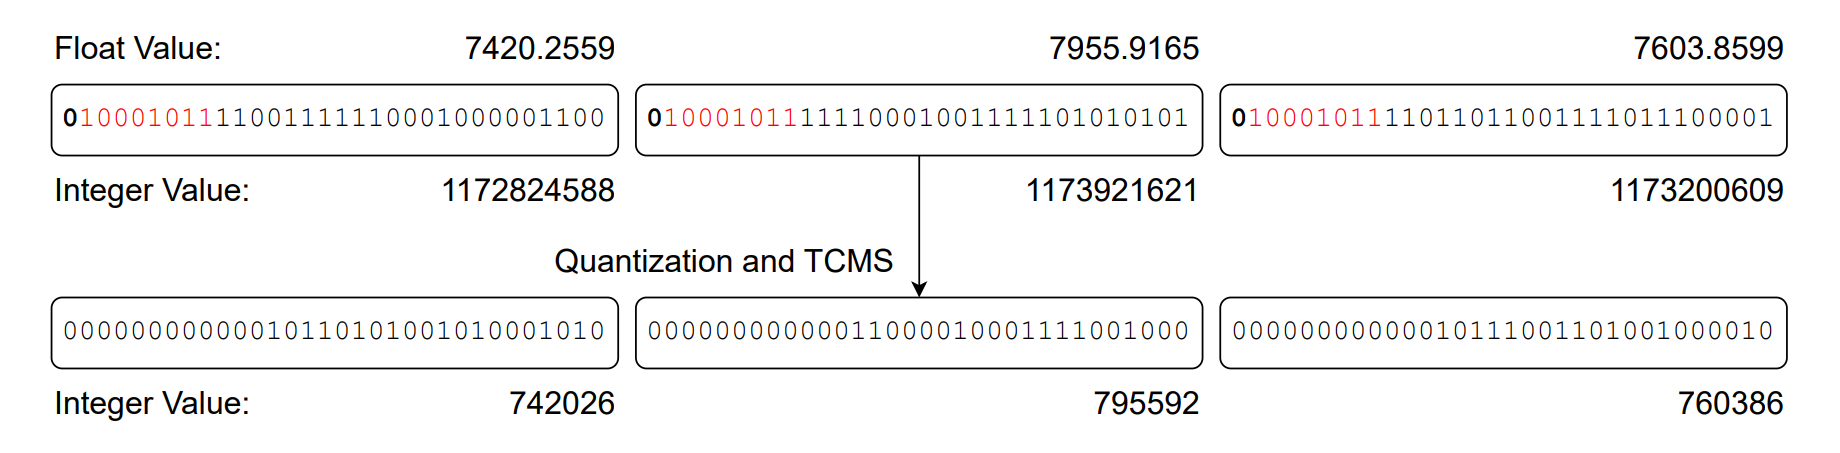 Float Value: 7420.2559 7955.9165 7603.8599
01000101111001111110001000001100 01000101111110001001111101010101 01000101111011011001111011100001
Integer Value: 1172824588 1173921621 1173200609
Quantization and TCMS
00000000000010110101001010001010 00000000000011000010001111001000 00000000000010111001101001000010
Integer Value: 742026 795592 760386